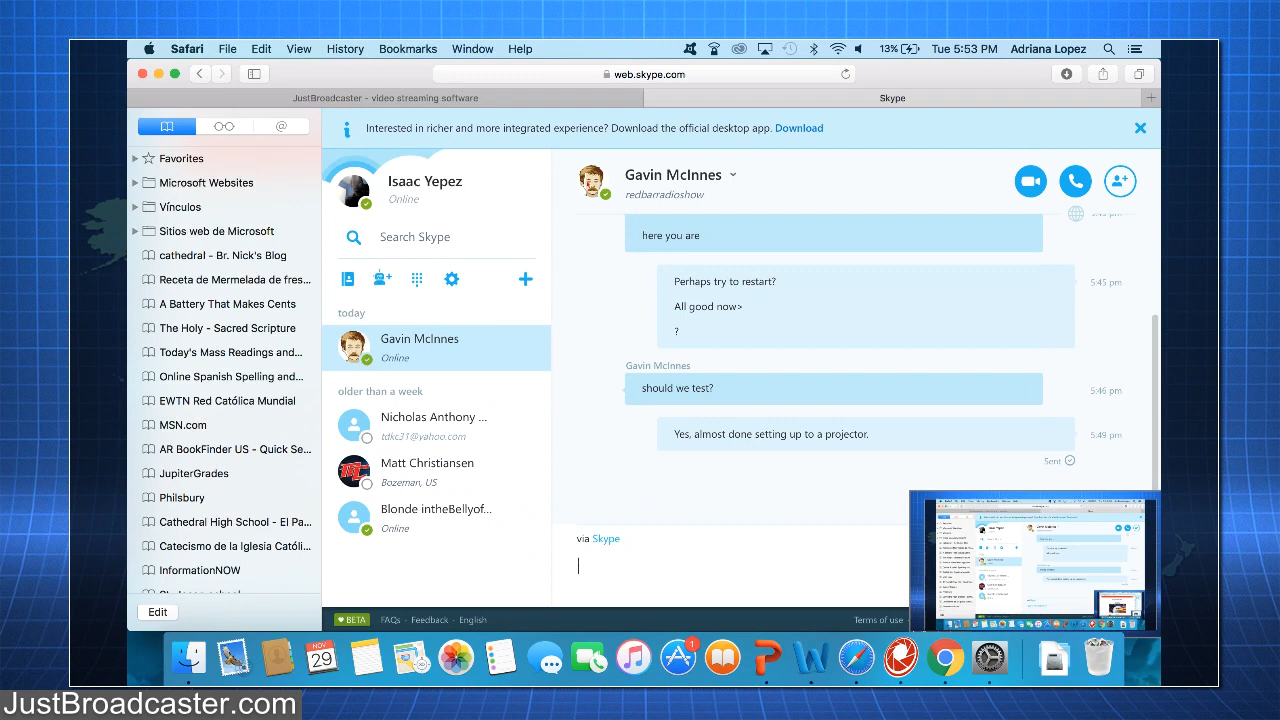 Safari File Edit View History Bookmarks Window Help 13% Tue 5:53 PM Adriana Lopez
web.skype.com
JustBroadcaster - video streaming software
Skype
Favorites
Microsoft Websites
Vínculos
Sitios web de Microsoft
cathedral - Br. Nick's Blog
Receta de Mermelada de fres...
A Battery That Makes Cents
The Holy - Sacred Scripture
Today's Mass Readings and...
Online Spanish Spelling and...
EWTN Red Católica Mundial
MSN.com
AR BookFinder US - Quick Se...
JupiterGrades
Philsbury
Cathedral High School - El Pa...
Catecismo de la Iglesia Católi...
InformationNOW
Edit
Interested in richer and more integrated experience? Download the official desktop app. Download
Isaac Yepez
Online
Search Skype
today
Gavin McInnes
Online
older than a week
Nicholas Anthony ...
tdkc31@yahoo.com
Matt Christiansen
Bozeman, US
Blonde intheBellyof...
Online
Gavin McInnes
redbarradioshow
here you are
Perhaps try to restart?
5:45 pm
All good now>
?
Gavin McInnes
should we test?
5:46 pm
Yes, almost done setting up to a projector.
5:49 pm
Sent
via Skype
BETA FAQs · Feedback · English
Terms of use
NOV
29
1
JustBroadcaster.com